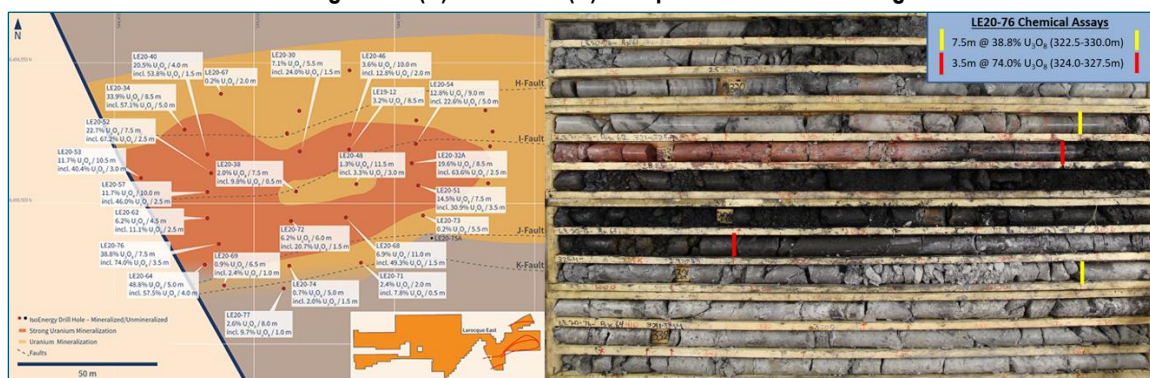 LE20-76 Chemical Assays
7.5m @ 38.8% U₃O₈ (322.5-330.0m)
3.5m @ 74.0% U₃O₈ (324.0-327.5m)
N
LE20-40
20.5% U₃O₈ / 4.0 m
incl. 53.8% U₃O₈ / 1.5 m
LE20-67
0.2% U₃O₈ / 2.0 m
LE20-30
7.1% U₃O₈ / 5.5 m
incl. 24.0% U₃O₈ / 1.5 m
LE20-46
3.6% U₃O₈ / 10.0 m
incl. 12.8% U₃O₈ / 2.0 m
LE19-12
3.2% U₃O₈ / 8.5 m
LE20-54
12.8% U₃O₈ / 9.0 m
incl. 22.6% U₃O₈ / 5.0 m
H-Fault
LE20-34
33.9% U₃O₈ / 8.5 m
incl. 57.1% U₃O₈ / 5.0 m
LE20-52
22.7% U₃O₈ / 7.5 m
incl. 67.2% U₃O₈ / 2.5 m
I-Fault
LE20-53
11.7% U₃O₈ / 10.5 m
incl. 40.4% U₃O₈ / 3.0 m
LE20-38
2.0% U₃O₈ / 7.5 m
incl. 9.8% U₃O₈ / 0.5 m
LE20-48
1.3% U₃O₈ / 11.5 m
incl. 3.3% U₃O₈ / 3.0 m
LE20-32A
19.6% U₃O₈ / 8.5 m
incl. 63.6% U₃O₈ / 2.5 m
LE20-57
11.7% U₃O₈ / 10.0 m
incl. 46.0% U₃O₈ / 2.5 m
LE20-51
14.5% U₃O₈ / 7.5 m
incl. 30.9% U₃O₈ / 3.5 m
LE20-62
6.2% U₃O₈ / 4.5 m
incl. 11.1% U₃O₈ / 2.5 m
LE20-73
0.2% U₃O₈ / 5.5 m
J-Fault
LE20-75A
LE20-72
6.2% U₃O₈ / 6.0 m
incl. 20.7% U₃O₈ / 1.5 m
LE20-76
38.8% U₃O₈ / 7.5 m
incl. 74.0% U₃O₈ / 3.5 m
LE20-69
0.9% U₃O₈ / 6.5 m
incl. 2.4% U₃O₈ / 1.0 m
LE20-68
6.9% U₃O₈ / 11.0 m
incl. 49.3% U₃O₈ / 1.5 m
K-Fault
LE20-64
48.8% U₃O₈ / 5.0 m
incl. 57.5% U₃O₈ / 4.0 m
LE20-74
0.7% U₃O₈ / 5.0 m
incl. 2.0% U₃O₈ / 1.5 m
LE20-71
2.4% U₃O₈ / 2.0 m
incl. 7.8% U₃O₈ / 0.5 m
LE20-77
2.6% U₃O₈ / 8.0 m
incl. 9.7% U₃O₈ / 1.0 m
IsoEnergy Drill Hole – Mineralized/Unmineralized
Strong Uranium Mineralization
Uranium Mineralization
Faults
50 m
Larocque East